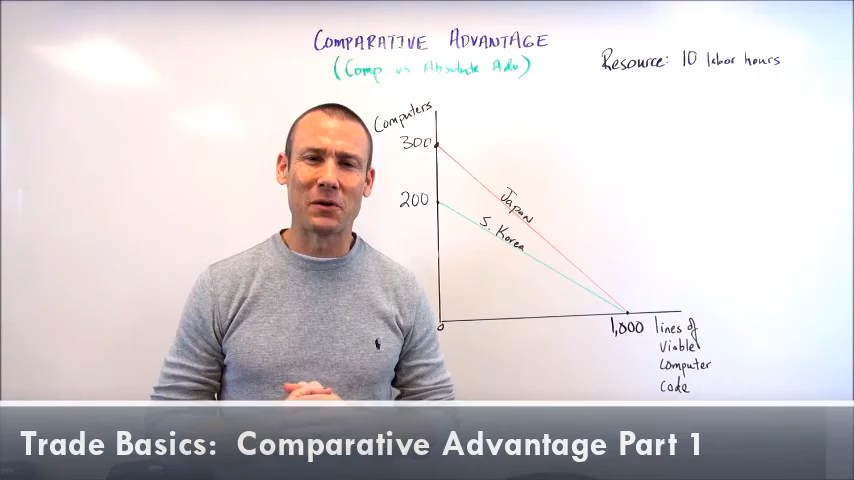 COMPARATIVE ADVANTAGE
(Comp vs Absolute Adv)
Resource: 10 labor hours
Computers
300
200
Japan
S. Korea
0
1,000 lines of
Viable
Computer
Code
Trade Basics: Comparative Advantage Part 1